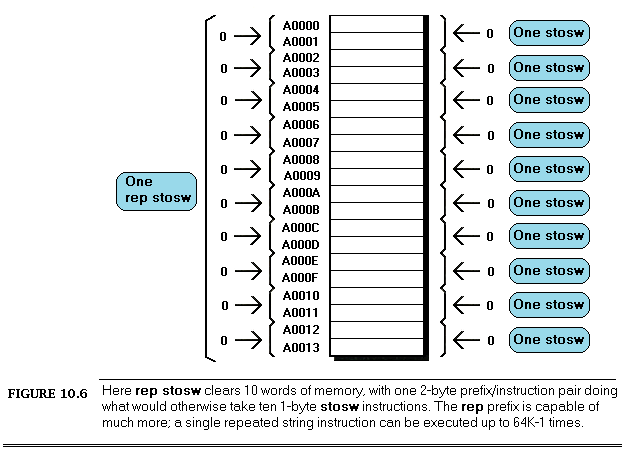 0 A0000 0 One stosw
A0001
0 A0002 0 One stosw
A0003
0 A0004 0 One stosw
A0005
0 A0006 0 One stosw
A0007
0 A0008 0 One stosw
A0009
One
rep stosw
0 A000A 0 One stosw
A000B
0 A000C 0 One stosw
A000D
0 A000E 0 One stosw
A000F
0 A0010 0 One stosw
A0011
0 A0012 0 One stosw
A0013
FIGURE 10.6 Here rep stosw clears 10 words of memory, with one 2-byte prefix/instruction pair doing
what would otherwise take ten 1-byte stosw instructions. The rep prefix is capable of
much more; a single repeated string instruction can be executed up to 64K-1 times.